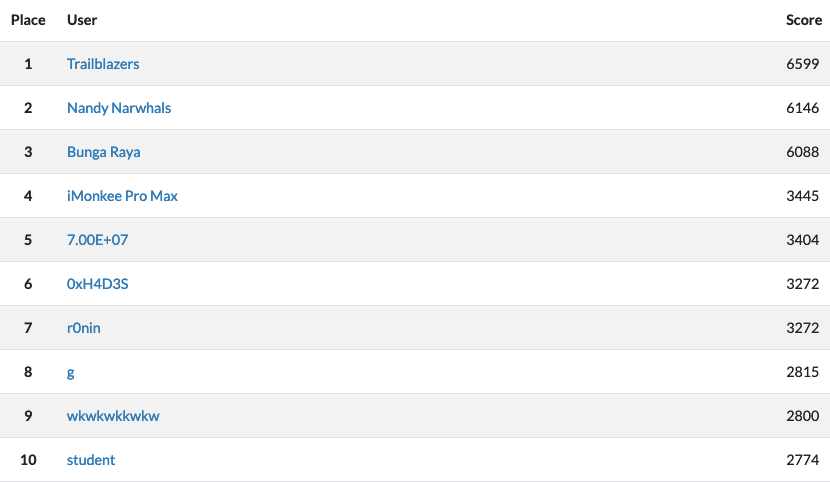 Place User Score
1 Trailblazers 6599
2 Nandy Narwhals 6146
3 Bunga Raya 6088
4 iMonkee Pro Max 3445
5 7.00E+07 3404
6 0xH4D3S 3272
7 r0nin 3272
8 g 2815
9 wkwkwkkwkw 2800
10 student 2774